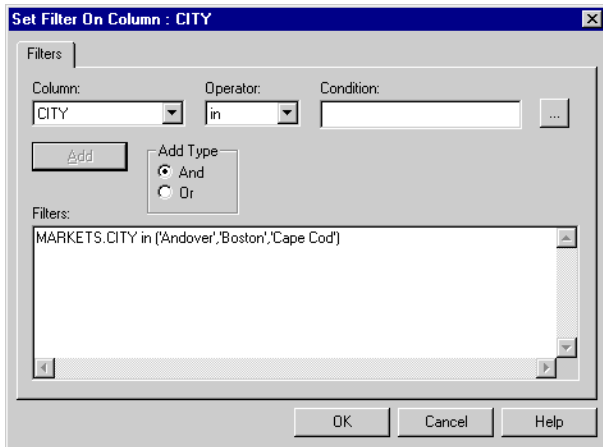 Set Filter On Column : CITY
Filters
Column:
Operator:
Condition:
CITY
in
...
Add
Add Type
And
Or
Filters:
MARKETS.CITY in ('Andover','Boston','Cape Cod')
OK
Cancel
Help